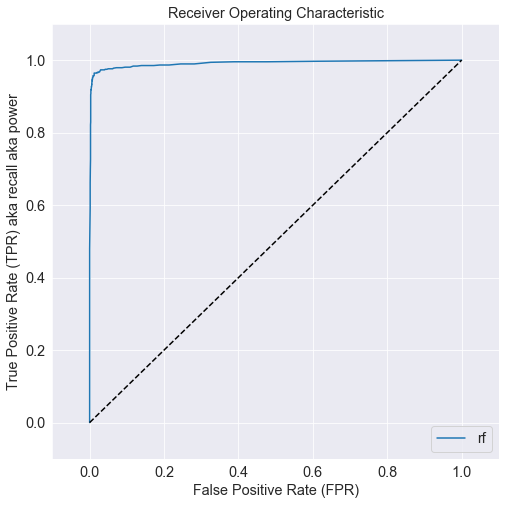 Receiver Operating Characteristic
True Positive Rate (TPR) aka recall aka power
1.0
0.8
0.6
0.4
0.2
0.0
rf
0.0 0.2 0.4 0.6 0.8 1.0
False Positive Rate (FPR)